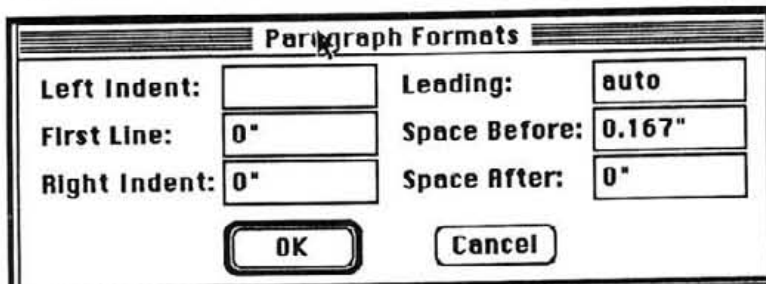 Paragraph Formats
Left Indent: Leading: auto
First Line: 0" Space Before: 0.167"
Right Indent: 0" Space After: 0"
OK Cancel